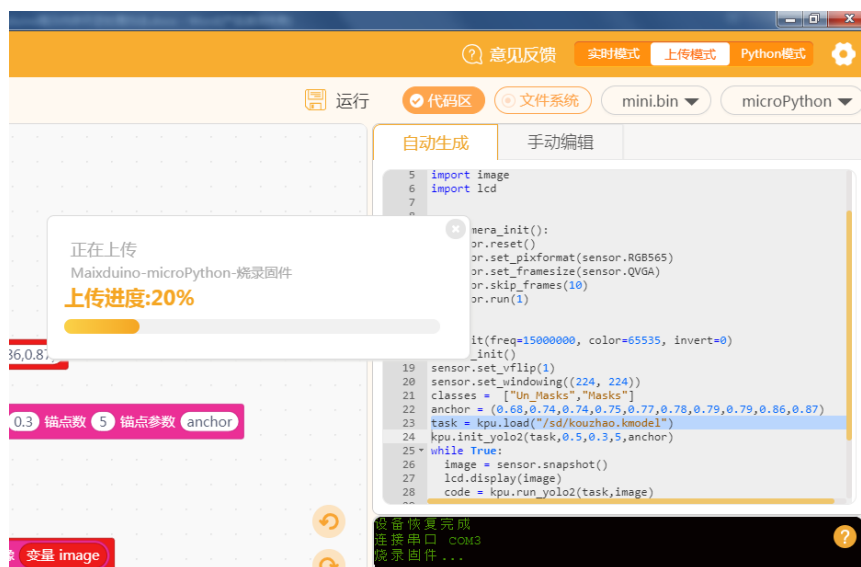 意见反馈 实时模式 上传模式 Python模式
运行 代码区 文件系统 mini.bin microPython
自动生成 手动编辑
5 import image
6 import lcd
7
mera_init():
or.reset()
or.set_pixformat(sensor.RGB565)
or.set_framesize(sensor.QVGA)
or.skip_frames(10)
or.run(1)
it(freq=15000000, color=65535, invert=0)
_init()
19 sensor.set_vflip(1)
20 sensor.set_windowing((224, 224))
21 classes = ["Un_Masks","Masks"]
22 anchor = (0.68,0.74,0.74,0.75,0.77,0.78,0.79,0.79,0.86,0.87)
23 task = kpu.load("/sd/kouzhao.kmodel")
24 kpu.init_yolo2(task,0.5,0.3,5,anchor)
25 while True:
26 image = sensor.snapshot()
27 lcd.display(image)
28 code = kpu.run_yolo2(task,image)
正在上传
Maixduino-microPython-烧录固件
上传进度:20%
36,0.87
0.3 锚点数 5 锚点参数 anchor
变量 image
设备恢复完成
连接串口 COM3
烧录固件...
?